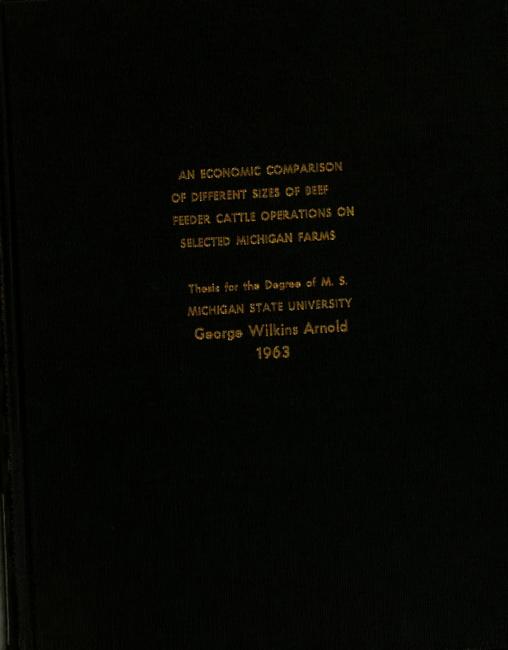 AN ECONOMIC COMPARISON
OF DIFFERENT SIZES OF BEEF
FEEDER CATTLE OPERATIONS ON
SELECTED MICHIGAN FARMS
Thesis for the Degree of M. S.
MICHIGAN STATE UNIVERSITY
George Wilkins Arnold
1963